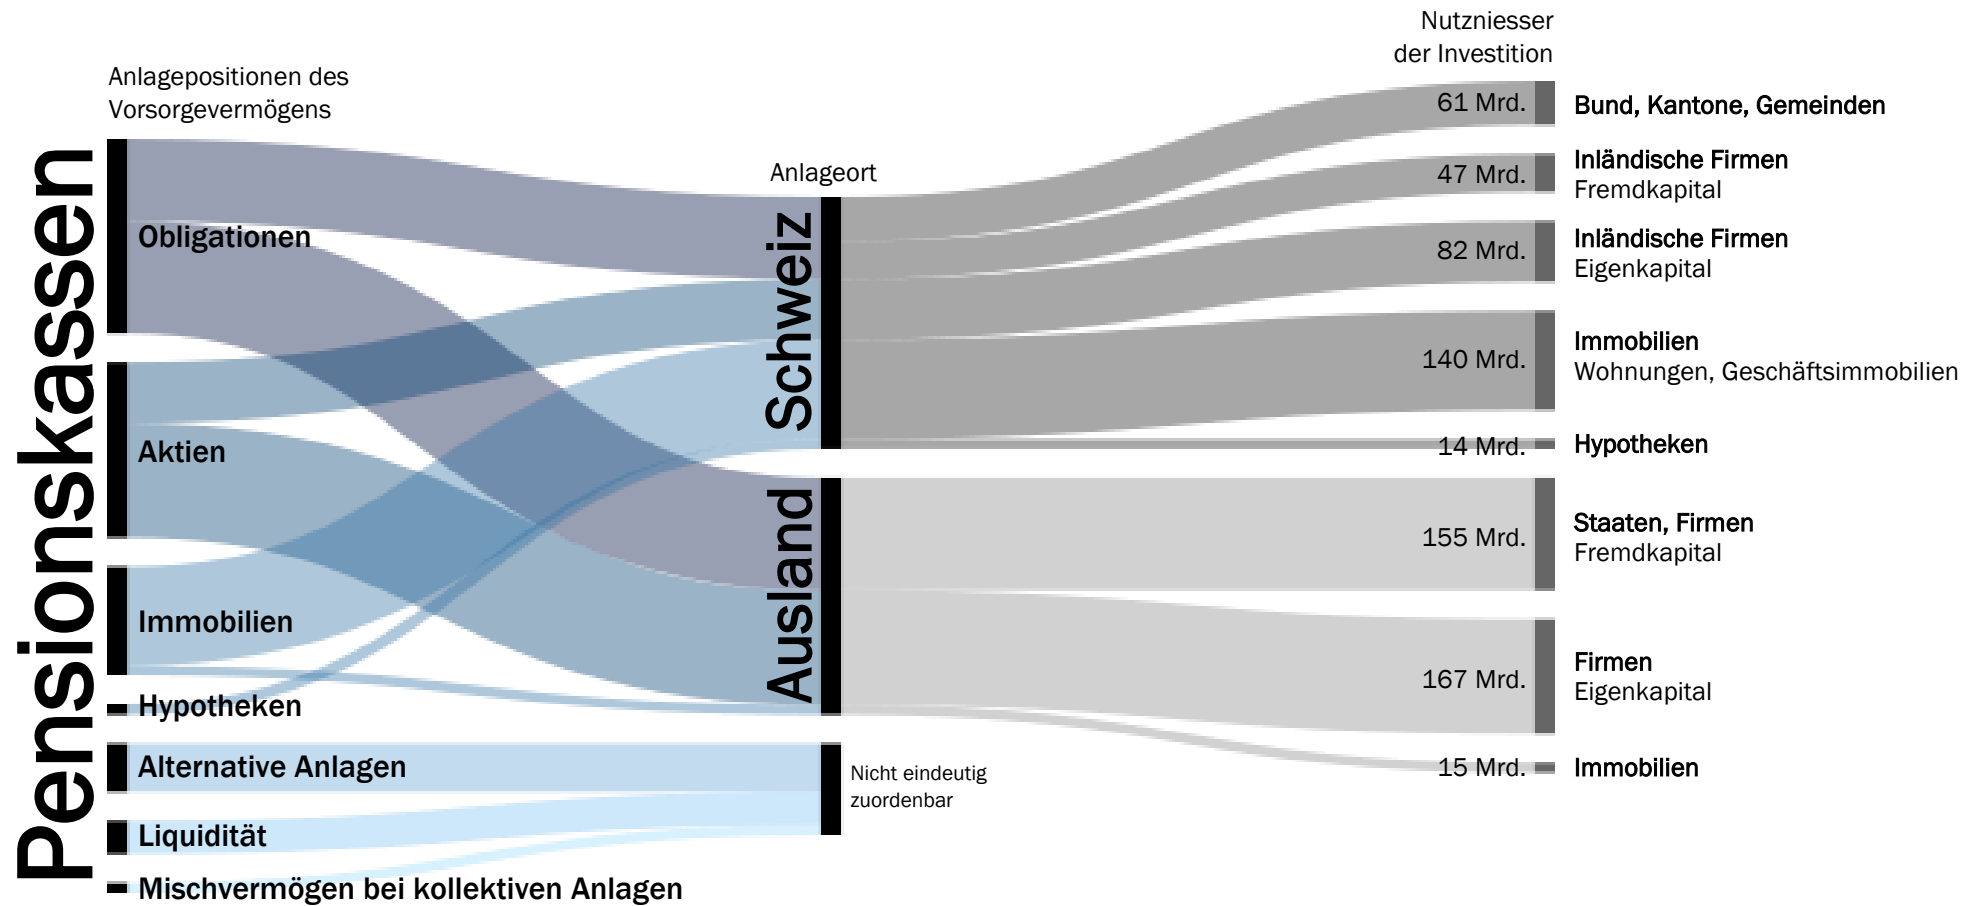 Pensionskassen
Anlagepositionen des
Vorsorgevermögens
Obligationen
Aktien
Immobilien
Hypotheken
Alternative Anlagen
Liquidität
Mischvermögen bei kollektiven Anlagen
Anlageort
Schweiz
Ausland
Nicht eindeutig
zuordenbar
Nutzniesser
der Investition
61 Mrd.
Bund, Kantone, Gemeinden
47 Mrd.
Inländische Firmen
Fremdkapital
82 Mrd.
Inländische Firmen
Eigenkapital
140 Mrd.
Immobilien
Wohnungen, Geschäftsimmobilien
14 Mrd.
Hypotheken
155 Mrd.
Staaten, Firmen
Fremdkapital
167 Mrd.
Firmen
Eigenkapital
15 Mrd.
Immobilien